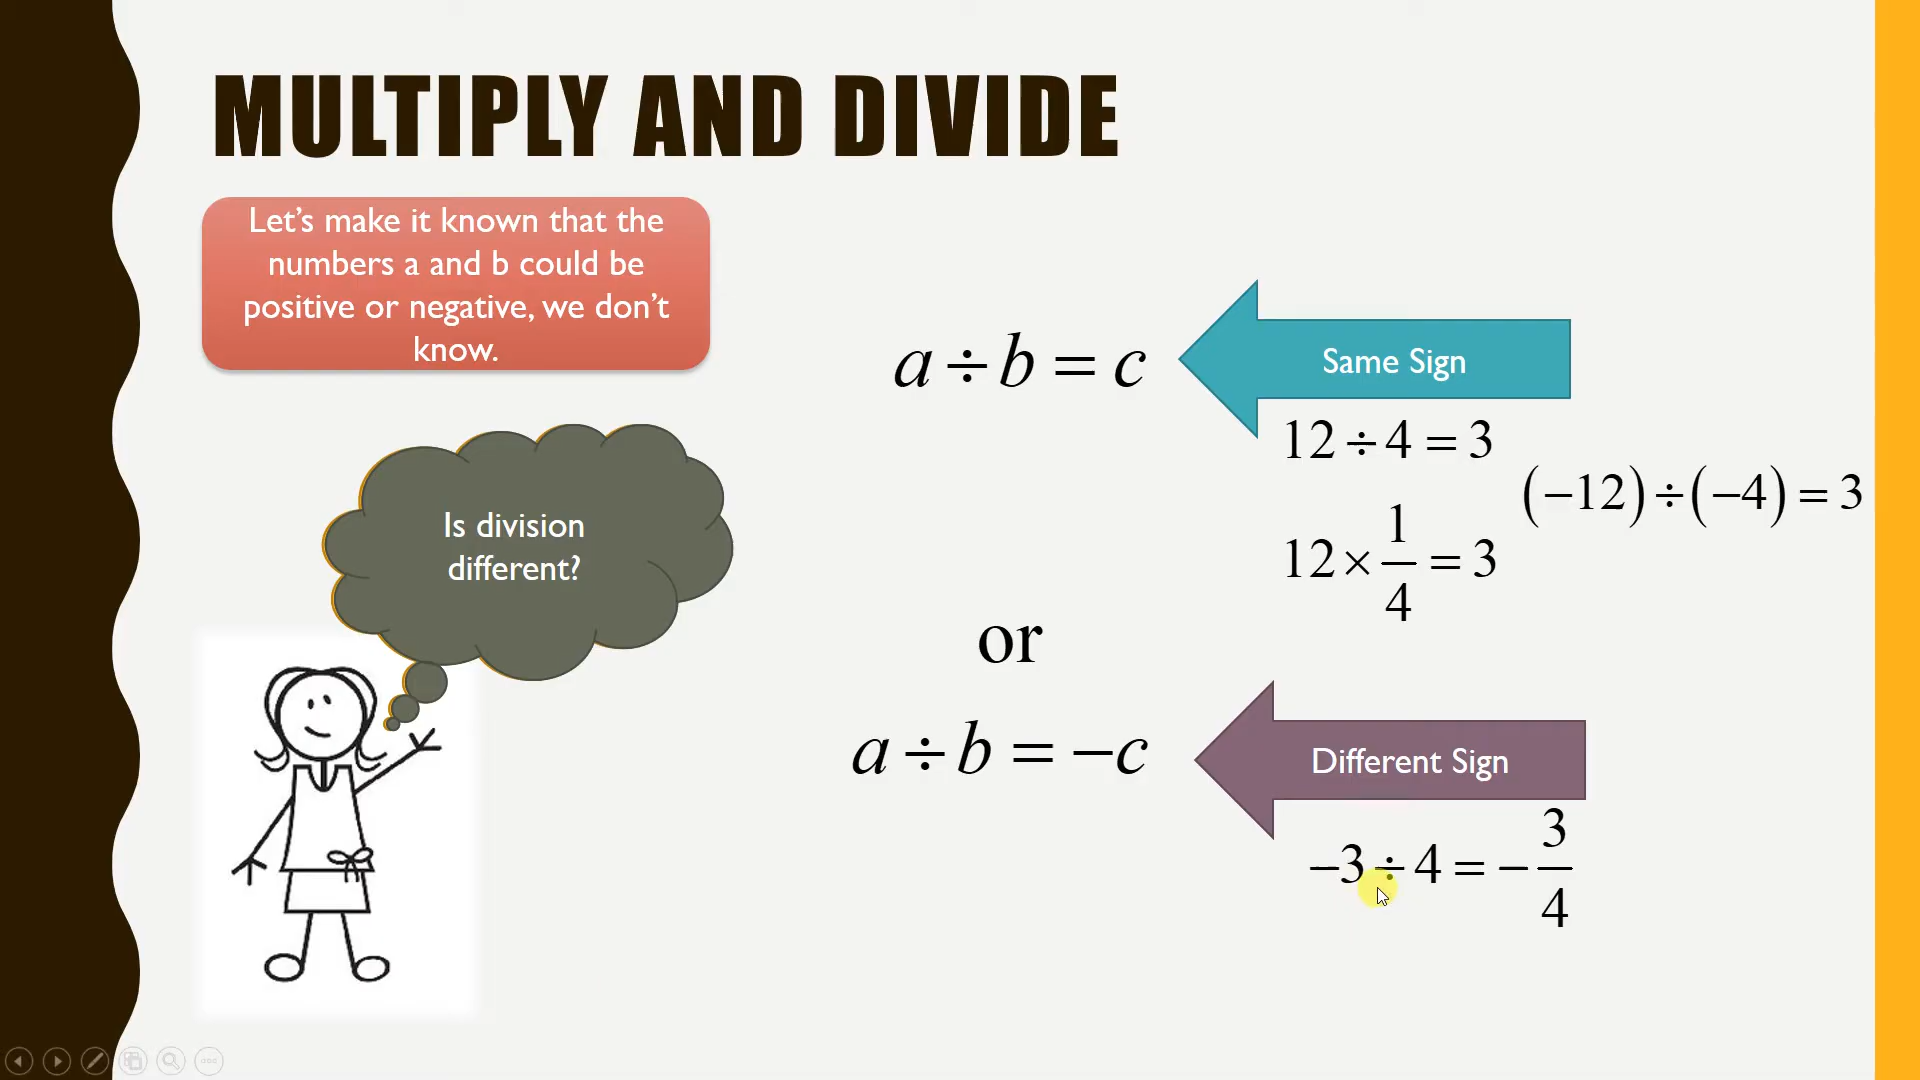 MULTIPLY AND DIVIDE
Let’s make it known that the
numbers a and b could be
positive or negative, we don’t
know.
a ÷ b = c
Same Sign
12 ÷ 4 = 3
(−12) ÷ (−4) = 3
12 × 1/4 = 3
Is division
different?
or
a ÷ b = −c
Different Sign
−3 ÷ 4 = −3/4